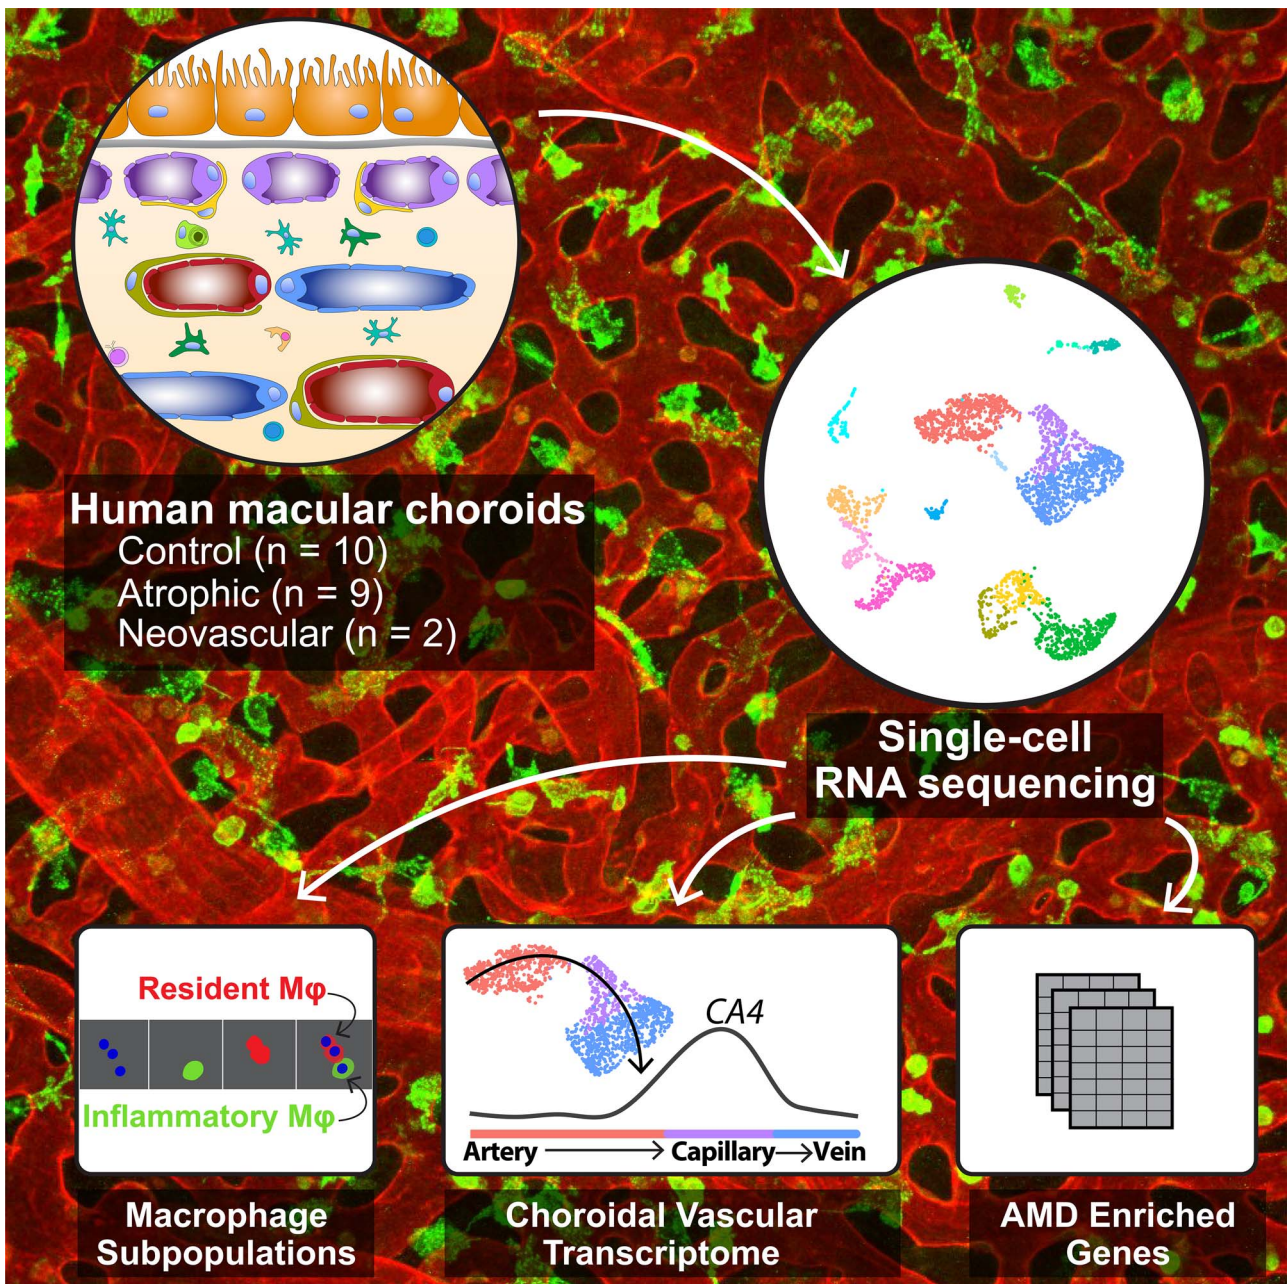 Human macular choroids
Control (n = 10)
Atrophic (n = 9)
Neovascular (n = 2)
Single-cell
RNA sequencing
Resident Mφ
Inflammatory Mφ
CA4
Artery
Capillary
Vein
Macrophage
Subpopulations
Choroidal Vascular
Transcriptome
AMD Enriched
Genes